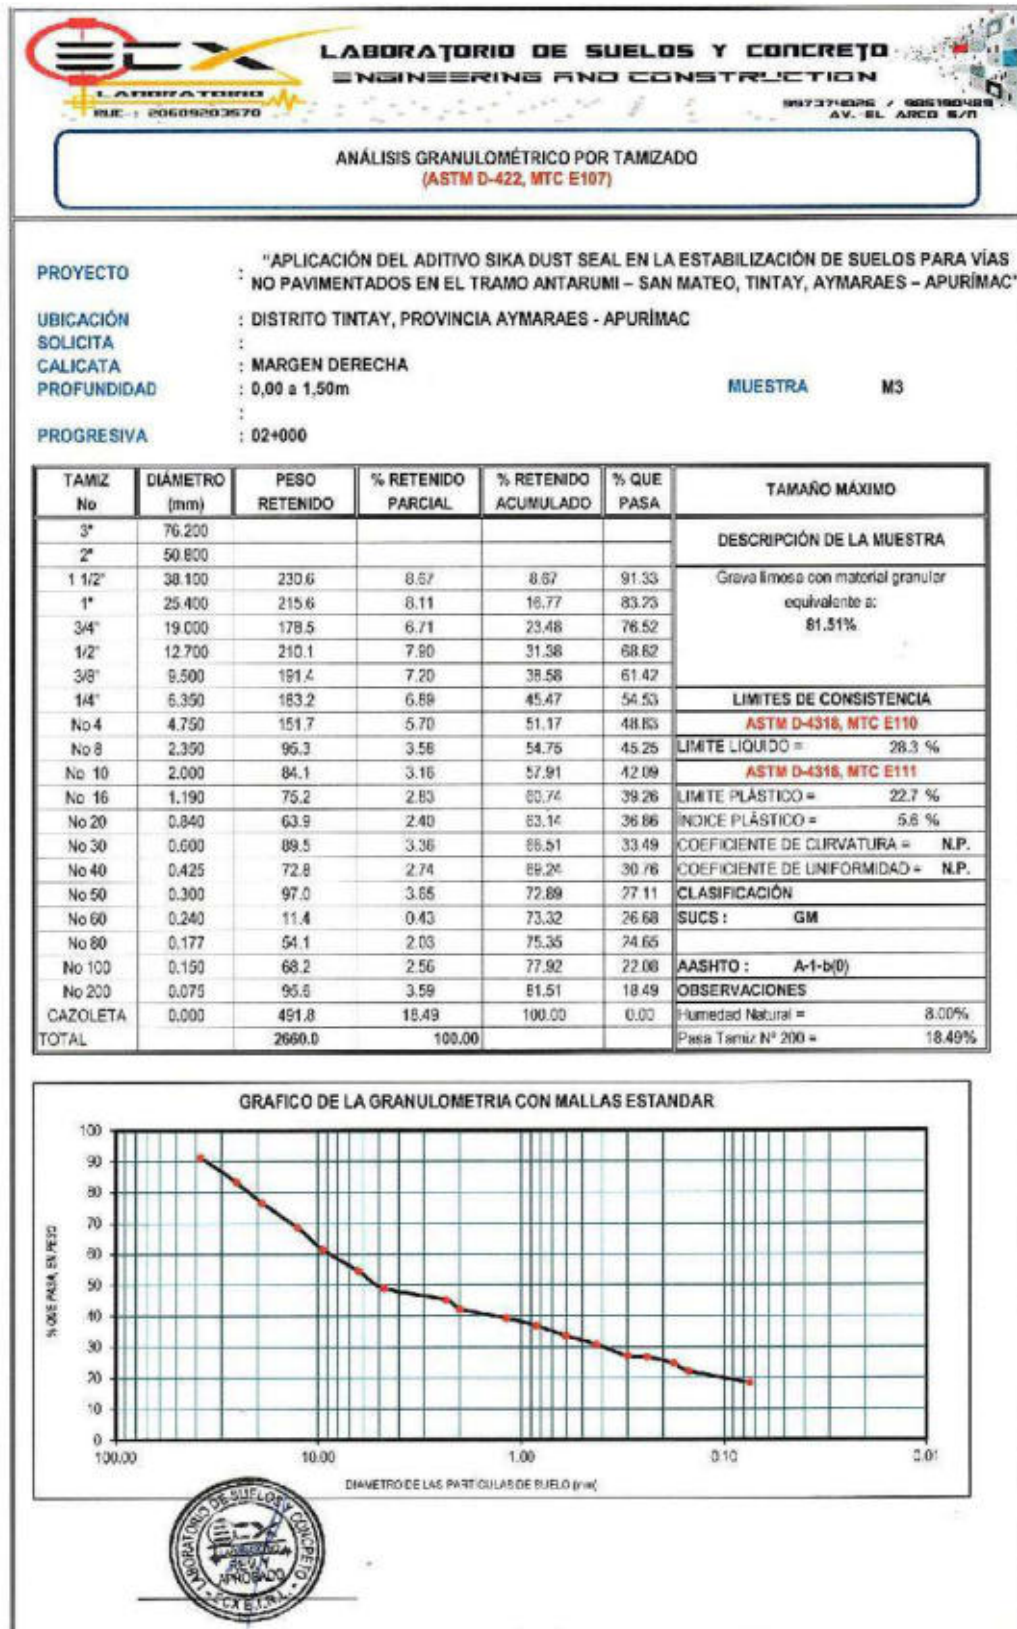 ECX
LABORATORIO
RUC : 20609203570
LABORATORIO DE SUELOS Y CONCRETO
ENGINEERING AND CONSTRUCTION
997374026 / 985190489
AV. EL ARCO S/N
ANÁLISIS GRANULOMÉTRICO POR TAMIZADO
(ASTM D-422, MTC E107)
PROYECTO : "APLICACIÓN DEL ADITIVO SIKA DUST SEAL EN LA ESTABILIZACIÓN DE SUELOS PARA VÍAS
NO PAVIMENTADOS EN EL TRAMO ANTARUMI – SAN MATEO, TINTAY, AYMARAES – APURÍMAC"
UBICACIÓN : DISTRITO TINTAY, PROVINCIA AYMARAES - APURÍMAC
SOLICITA :
CALICATA : MARGEN DERECHA
PROFUNDIDAD : 0,00 a 1,50m MUESTRA M3
:
PROGRESIVA : 02+000
TAMIZ No DIÁMETRO (mm) PESO RETENIDO % RETENIDO PARCIAL % RETENIDO ACUMULADO % QUE PASA TAMAÑO MÁXIMO
3" 76.200
2" 50.800 DESCRIPCIÓN DE LA MUESTRA
1 1/2" 38.100 230.6 8.67 8.67 91.33 Grava limosa con material granular
1" 25.400 215.6 8.11 16.77 83.23 equivalente a:
3/4" 19.000 178.5 6.71 23.48 76.52 81.51%
1/2" 12.700 210.1 7.90 31.38 68.62
3/8" 9.500 191.4 7.20 38.58 61.42
1/4" 6.350 183.2 6.89 45.47 54.53 LIMITES DE CONSISTENCIA
No 4 4.750 151.7 5.70 51.17 48.83 ASTM D-4318, MTC E110
No 8 2.350 95.3 3.58 54.75 45.25 LIMITE LIQUIDO = 28.3 %
No 10 2.000 84.1 3.16 57.91 42.09 ASTM D-4318, MTC E111
No 16 1.190 75.2 2.83 60.74 39.26 LIMITE PLÁSTICO = 22.7 %
No 20 0.840 63.9 2.40 63.14 36.86 INDICE PLÁSTICO = 5.6 %
No 30 0.600 89.5 3.36 66.51 33.49 COEFICIENTE DE CURVATURA = N.P.
No 40 0.425 72.8 2.74 69.24 30.76 COEFICIENTE DE UNIFORMIDAD = N.P.
No 50 0.300 97.0 3.65 72.89 27.11 CLASIFICACIÓN
No 60 0.240 11.4 0.43 73.32 26.68 SUCS : GM
No 80 0.177 54.1 2.03 75.35 24.65
No 100 0.150 68.2 2.56 77.92 22.08 AASHTO : A-1-b(0)
No 200 0.075 95.6 3.59 81.51 18.49 OBSERVACIONES
CAZOLETA 0.000 491.8 18.49 100.00 0.00 Humedad Natural = 8.00%
TOTAL 2660.0 100.00 Pasa Tamiz N° 200 = 18.49%
GRAFICO DE LA GRANULOMETRIA CON MALLAS ESTANDAR
% QUE PASA, EN PESO
100
90
80
70
60
50
40
30
20
10
0
100.00 10.00 1.00 0.10 0.01
DIAMETRO DE LAS PARTICULAS DE SUELO (mm)
LABORATORIO DE SUELOS Y CONCRETO
ECX
LABORATORIO
REV. Y
APROBADO
ECX E.I.R.L.